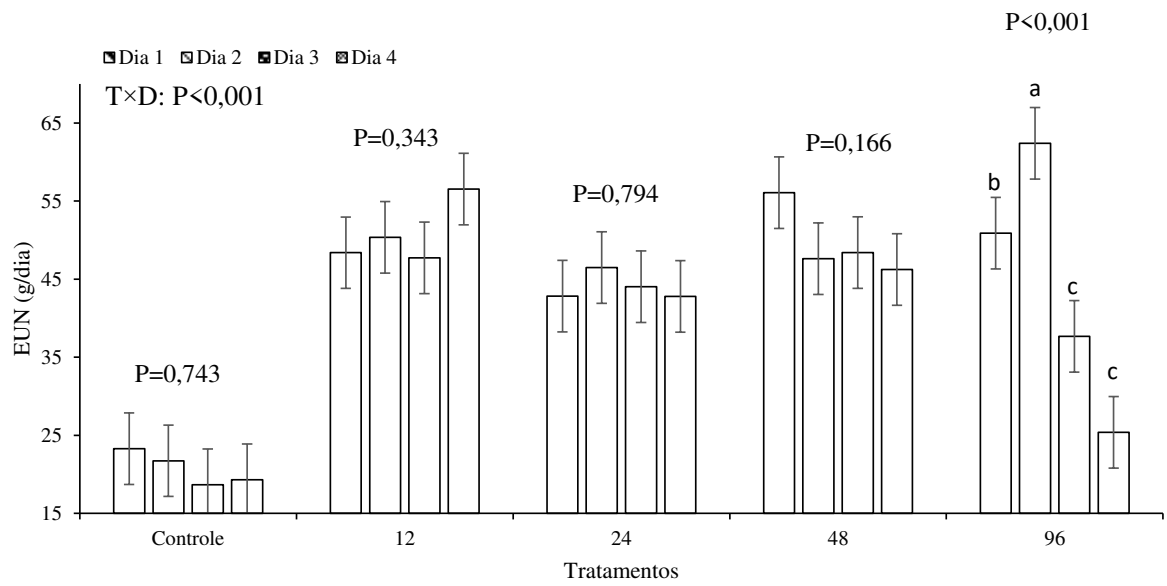 P<0,001
Dia 1 Dia 2 Dia 3 Dia 4
T×D: P<0,001
a
65
P=0,343
P=0,166
b
55
P=0,794
45
c
EUN (g/dia)
35
P=0,743
c
25
15
Controle 12 24 48 96
Tratamentos